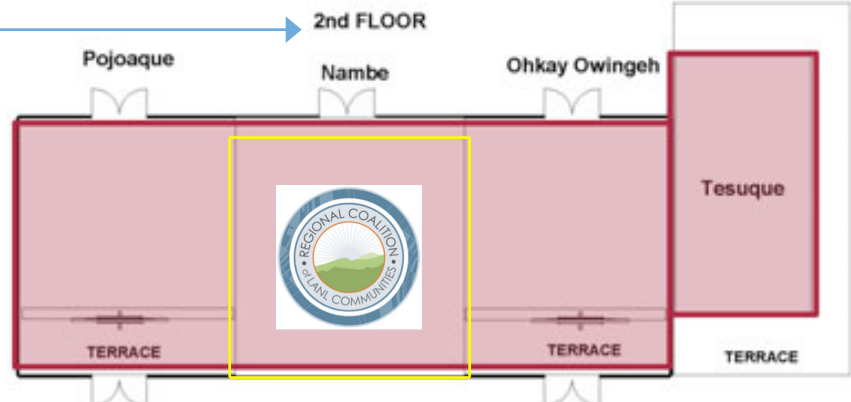 2nd FLOOR
Pojoaque
Nambe
Ohkay Owingeh
Tesuque
REGIONAL COALITION
of LANL COMMUNITIES
TERRACE
TERRACE
TERRACE